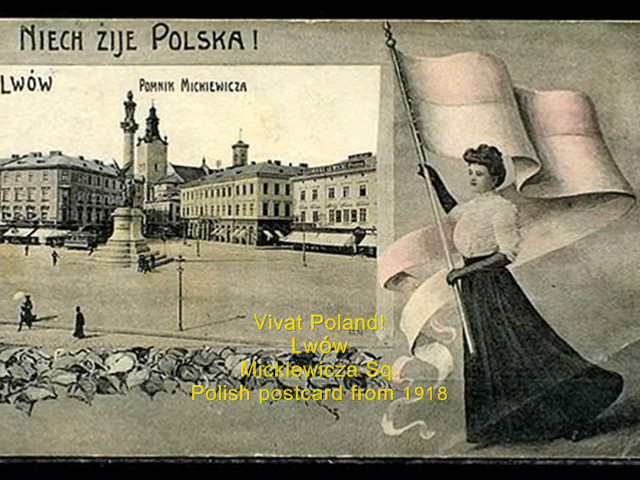 Niech żije Polska!
Lwów
Pomnik Mickiewicza
Vivat Poland!
Lwów
Mickiewicza Sq.
Polish postcard from 1918